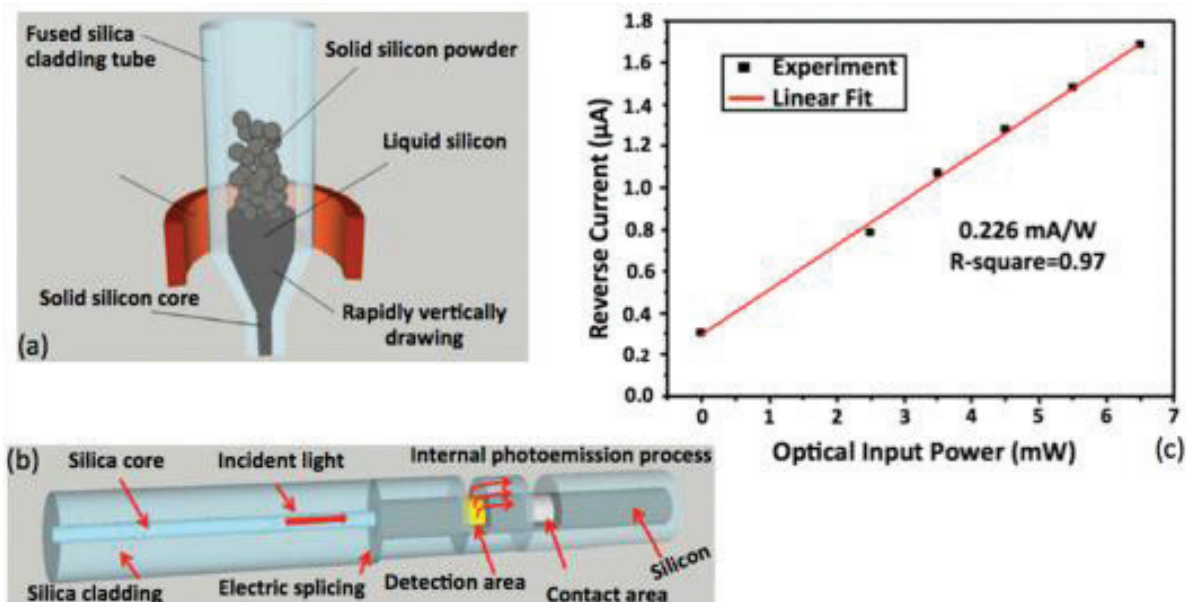 Fused silica
cladding tube
Solid silicon powder
Liquid silicon
Solid silicon core
Rapidly vertically
drawing
(a)
1.8
1.6
1.4
1.2
1.0
0.8
0.6
0.4
0.2
0.0
Reverse Current (μA)
Experiment
Linear Fit
0.226 mA/W
R-square=0.97
0 1 2 3 4 5 6 7
Optical Input Power (mW)
(c)
(b)
Silica core
Incident light
Internal photoemission process
Silica cladding
Electric splicing
Detection area
Contact area
Silicon